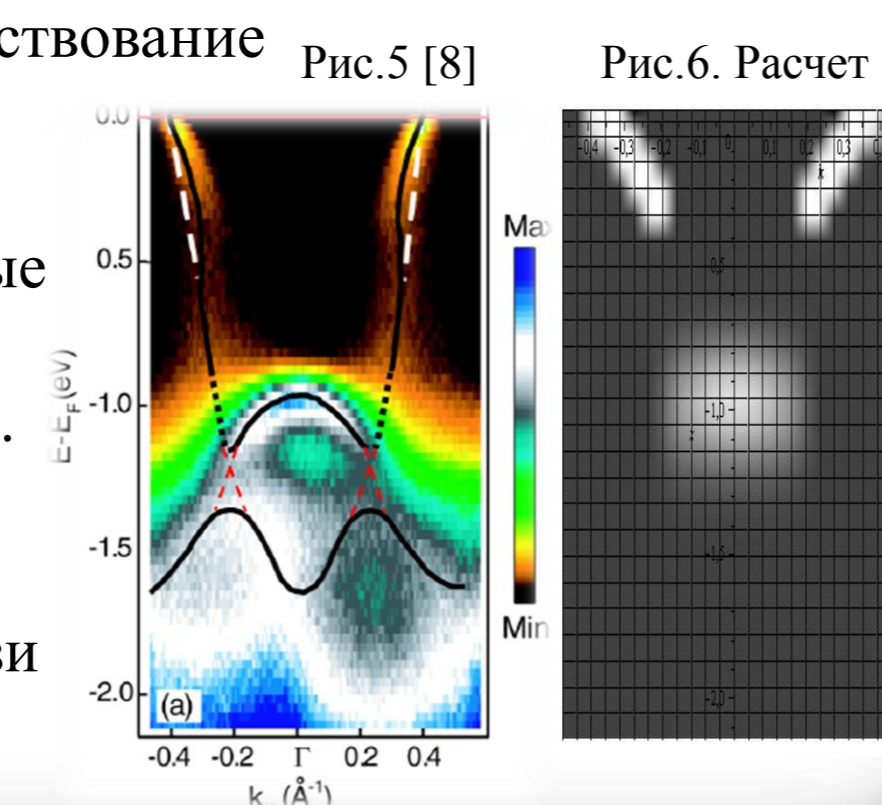 ствование
Рис.5 [8]
Рис.6. Расчет
ые
.
ви
0.0
0.5
-1.0
-1.5
-2.0
E-E_F(eV)
(a)
-0.4 -0.2 Γ 0.2 0.4
k,, (Å⁻¹)
Max
Min
-0,4 -0,3 -0,2 -0,1 0 0,1 0,2 0,3
0,5
-1,0
x
-1,5
-2,0